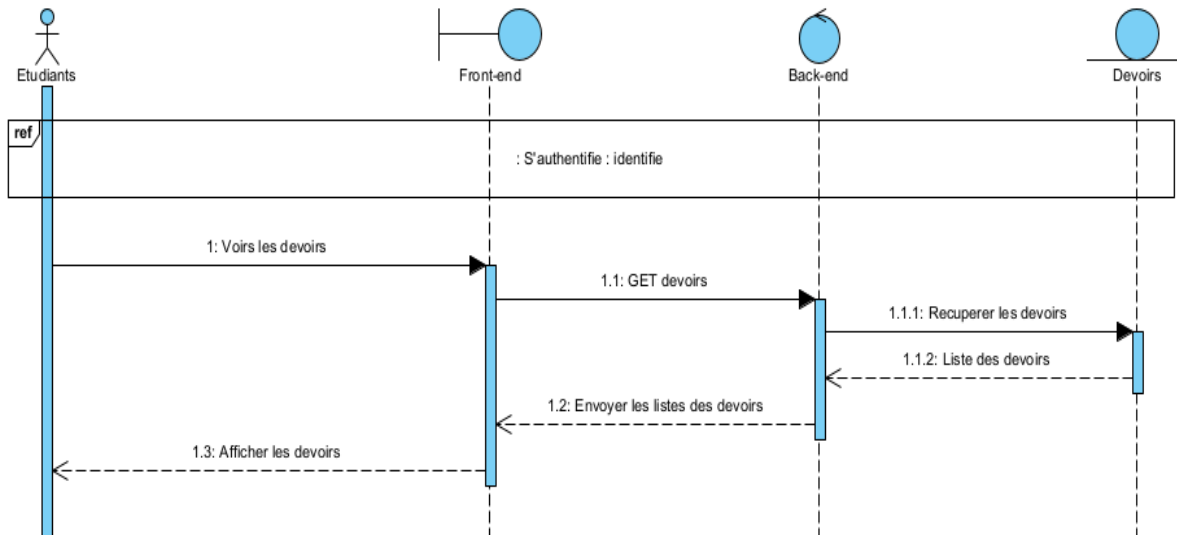 Etudiants
Front-end
Back-end
Devoirs
ref
: S'authentifie : identifie
1: Voirs les devoirs
1.1: GET devoirs
1.1.1: Recuperer les devoirs
1.1.2: Liste des devoirs
1.2: Envoyer les listes des devoirs
1.3: Afficher les devoirs